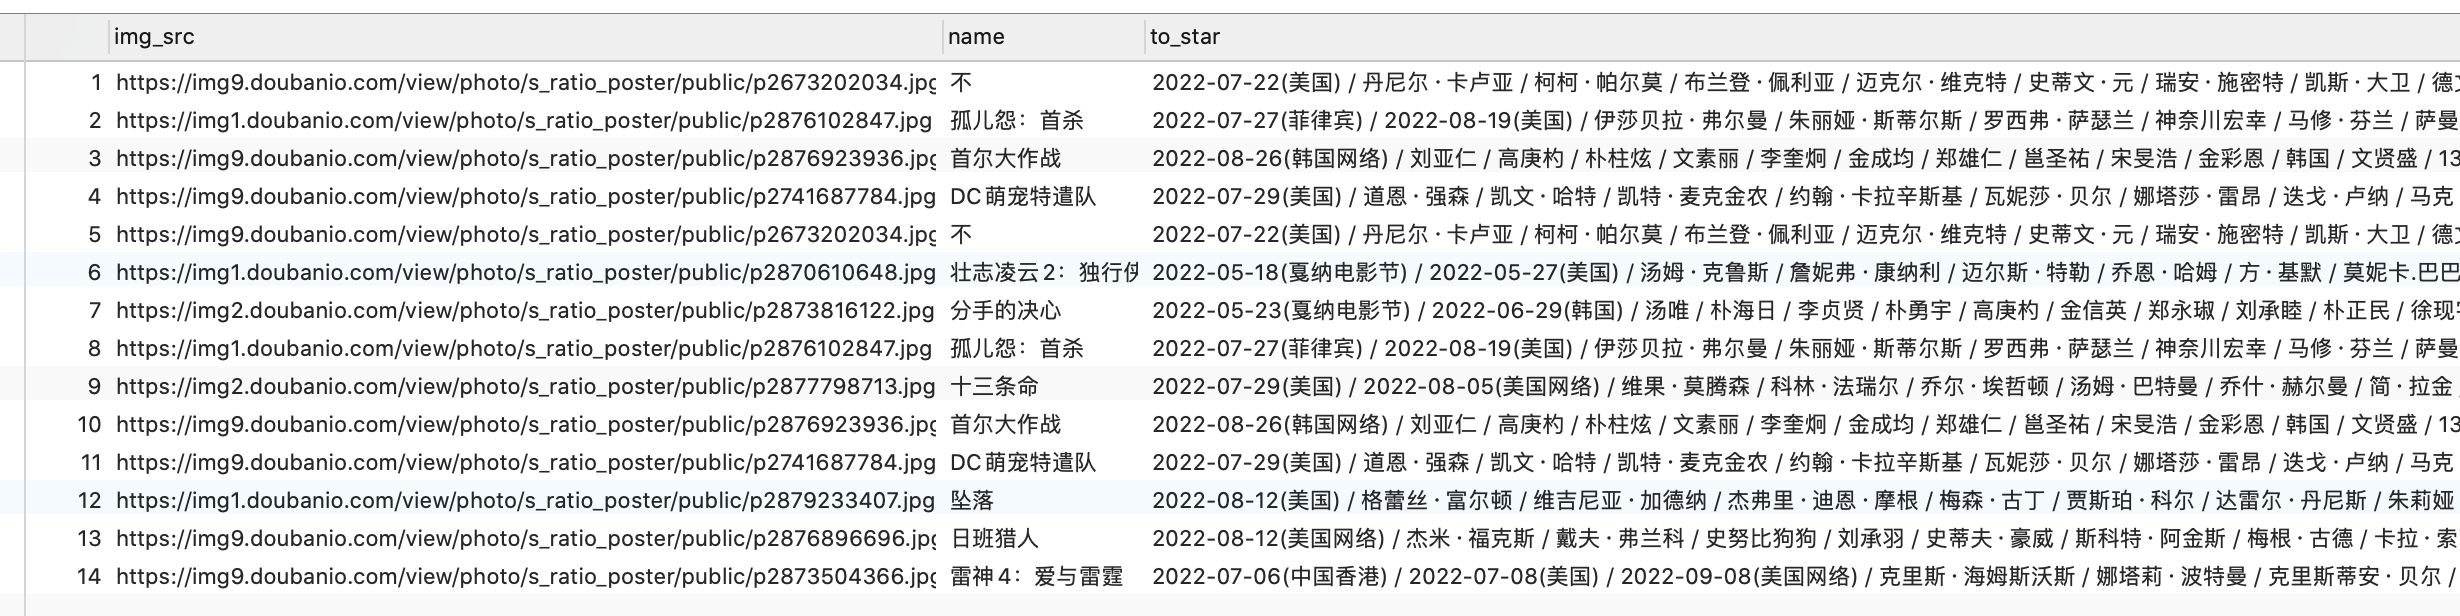 img_src name to_star
1 https://img9.doubanio.com/view/photo/s_ratio_poster/public/p2673202034.jpg 不 2022-07-22(美国) / 丹尼尔·卡卢亚 / 柯柯·帕尔莫 / 布兰登·佩利亚 / 迈克尔·维克特 / 史蒂文·元 / 瑞安·施密特 / 凯斯·大卫 / 德
2 https://img1.doubanio.com/view/photo/s_ratio_poster/public/p2876102847.jpg 孤儿怨：首杀 2022-07-27(菲律宾) / 2022-08-19(美国) / 伊莎贝拉·弗尔曼 / 朱丽娅·斯蒂尔斯 / 罗西弗·萨瑟兰 / 神奈川宏幸 / 马修·芬兰 / 萨曼
3 https://img9.doubanio.com/view/photo/s_ratio_poster/public/p2876923936.jpg 首尔大作战 2022-08-26(韩国网络) / 刘亚仁 / 高庚杓 / 朴柱炫 / 文素丽 / 李奎炯 / 金成均 / 郑雄仁 / 邕圣祐 / 宋旻浩 / 金彩恩 / 韩国 / 文贤盛 / 13
4 https://img9.doubanio.com/view/photo/s_ratio_poster/public/p2741687784.jpg DC萌宠特遣队 2022-07-29(美国) / 道恩·强森 / 凯文·哈特 / 凯特·麦克金农 / 约翰·卡拉辛斯基 / 瓦妮莎·贝尔 / 娜塔莎·雷昂 / 迭戈·卢纳 / 马克
5 https://img9.doubanio.com/view/photo/s_ratio_poster/public/p2673202034.jpg 不 2022-07-22(美国) / 丹尼尔·卡卢亚 / 柯柯·帕尔莫 / 布兰登·佩利亚 / 迈克尔·维克特 / 史蒂文·元 / 瑞安·施密特 / 凯斯·大卫 / 德
6 https://img1.doubanio.com/view/photo/s_ratio_poster/public/p2870610648.jpg 壮志凌云2：独行侠 2022-05-18(戛纳电影节) / 2022-05-27(美国) / 汤姆·克鲁斯 / 詹妮弗·康纳利 / 迈尔斯·特勒 / 乔恩·哈姆 / 方·基默 / 莫妮卡.巴巴
7 https://img2.doubanio.com/view/photo/s_ratio_poster/public/p2873816122.jpg 分手的决心 2022-05-23(戛纳电影节) / 2022-06-29(韩国) / 汤唯 / 朴海日 / 李贞贤 / 朴勇宇 / 高庚杓 / 金信英 / 郑永琡 / 刘承睦 / 朴正民 / 徐现
8 https://img1.doubanio.com/view/photo/s_ratio_poster/public/p2876102847.jpg 孤儿怨：首杀 2022-07-27(菲律宾) / 2022-08-19(美国) / 伊莎贝拉·弗尔曼 / 朱丽娅·斯蒂尔斯 / 罗西弗·萨瑟兰 / 神奈川宏幸 / 马修·芬兰 / 萨曼
9 https://img2.doubanio.com/view/photo/s_ratio_poster/public/p2877798713.jpg 十三条命 2022-07-29(美国) / 2022-08-05(美国网络) / 维果·莫腾森 / 科林·法瑞尔 / 乔尔·埃哲顿 / 汤姆·巴特曼 / 乔什·赫尔曼 / 简·拉金
10 https://img9.doubanio.com/view/photo/s_ratio_poster/public/p2876923936.jpg 首尔大作战 2022-08-26(韩国网络) / 刘亚仁 / 高庚杓 / 朴柱炫 / 文素丽 / 李奎炯 / 金成均 / 郑雄仁 / 邕圣祐 / 宋旻浩 / 金彩恩 / 韩国 / 文贤盛 / 13
11 https://img9.doubanio.com/view/photo/s_ratio_poster/public/p2741687784.jpg DC萌宠特遣队 2022-07-29(美国) / 道恩·强森 / 凯文·哈特 / 凯特·麦克金农 / 约翰·卡拉辛斯基 / 瓦妮莎·贝尔 / 娜塔莎·雷昂 / 迭戈·卢纳 / 马克
12 https://img1.doubanio.com/view/photo/s_ratio_poster/public/p2879233407.jpg 坠落 2022-08-12(美国) / 格蕾丝·富尔顿 / 维吉尼亚·加德纳 / 杰弗里·迪恩·摩根 / 梅森·古丁 / 贾斯珀·科尔 / 达雷尔·丹尼斯 / 朱莉娅
13 https://img9.doubanio.com/view/photo/s_ratio_poster/public/p2876896696.jpg 日班猎人 2022-08-12(美国网络) / 杰米·福克斯 / 戴夫·弗兰科 / 史努比狗狗 / 刘承羽 / 史蒂夫·豪威 / 斯科特·阿金斯 / 梅根·古德 / 卡拉·索
14 https://img9.doubanio.com/view/photo/s_ratio_poster/public/p2873504366.jpg 雷神4：爱与雷霆 2022-07-06(中国香港) / 2022-07-08(美国) / 2022-09-08(美国网络) / 克里斯·海姆斯沃斯 / 娜塔莉·波特曼 / 克里斯蒂安·贝尔 /